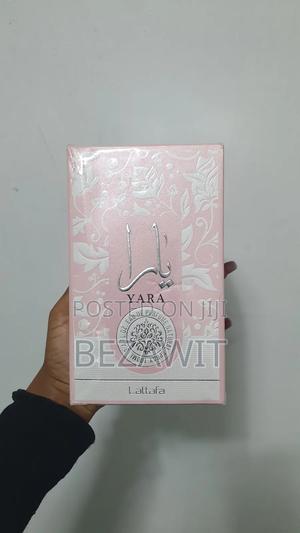 يارا
YARA
POSTED ON JIJI
BEZAWIT
Lattafa